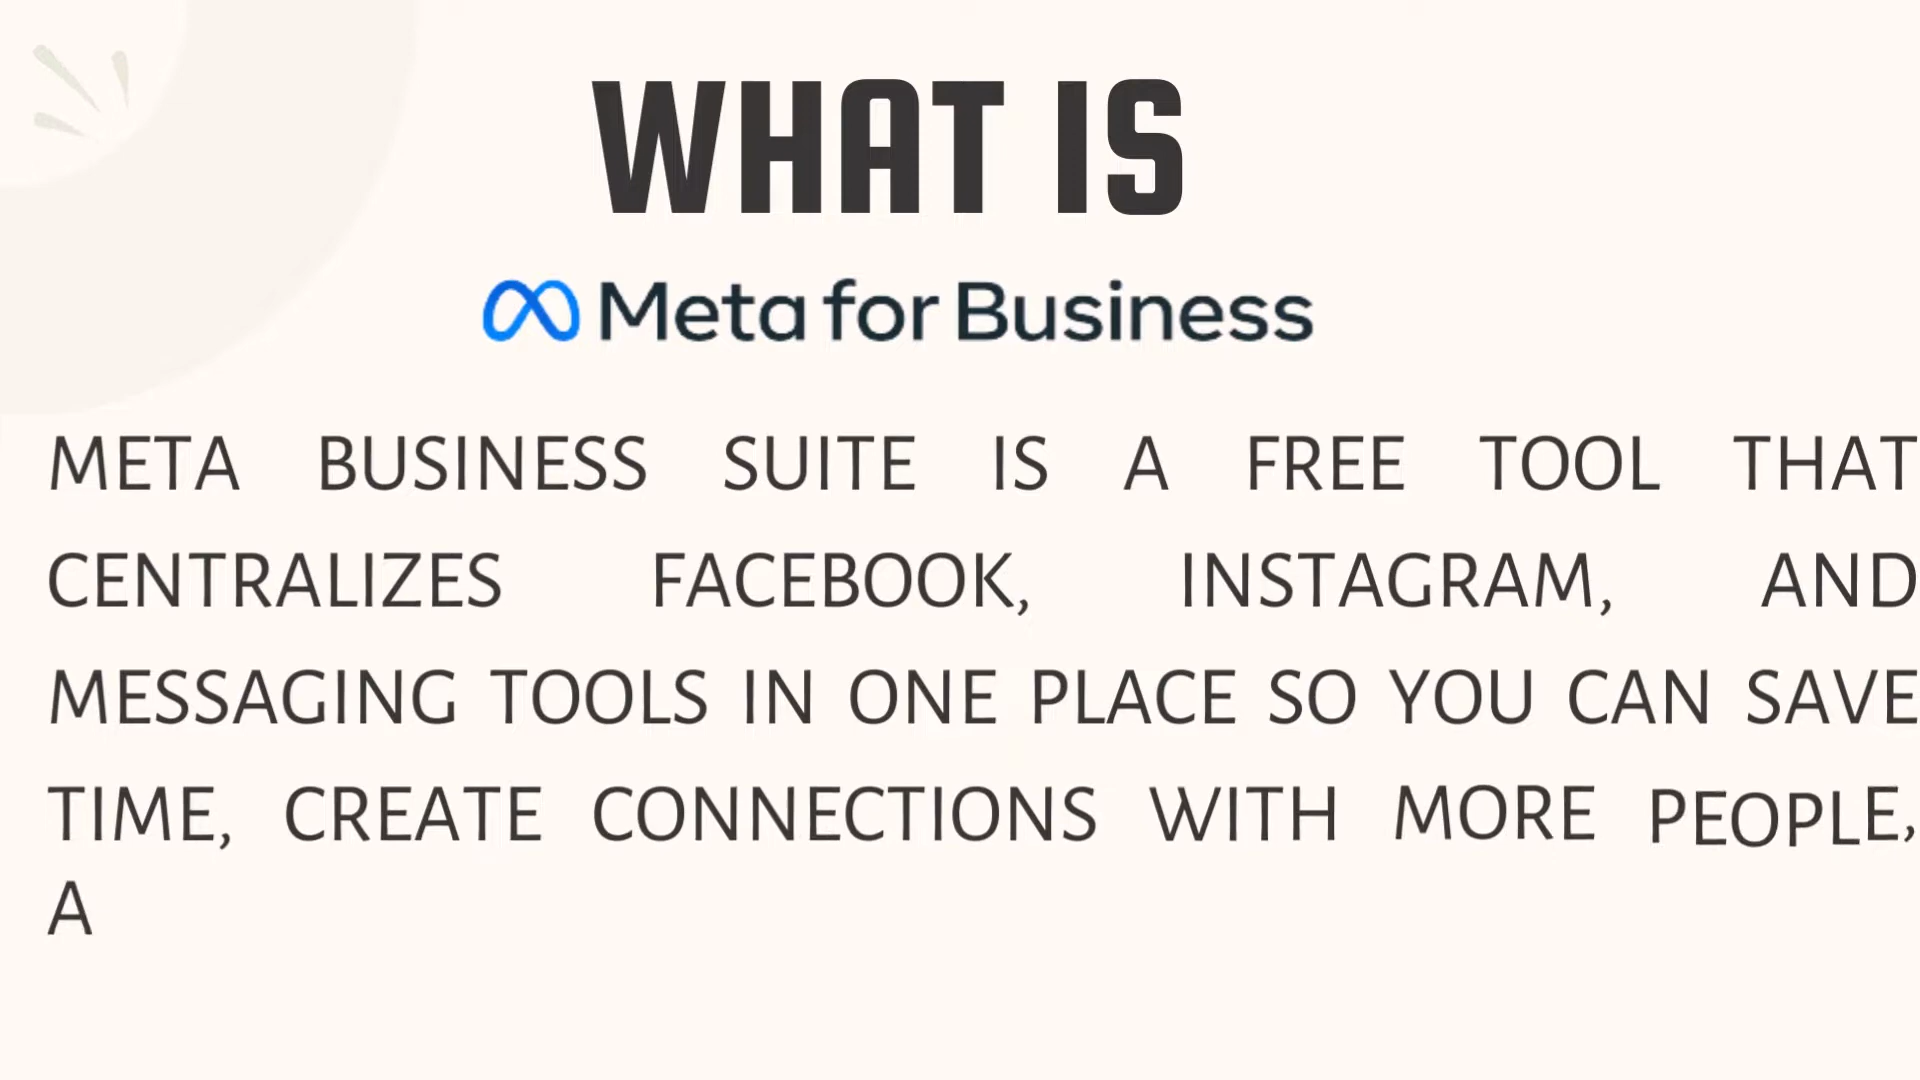 WHAT IS
Meta for Business
META BUSINESS SUITE IS A FREE TOOL THAT
CENTRALIZES FACEBOOK, INSTAGRAM, AND
MESSAGING TOOLS IN ONE PLACE SO YOU CAN SAVE
TIME, CREATE CONNECTIONS WITH MORE PEOPLE,
A